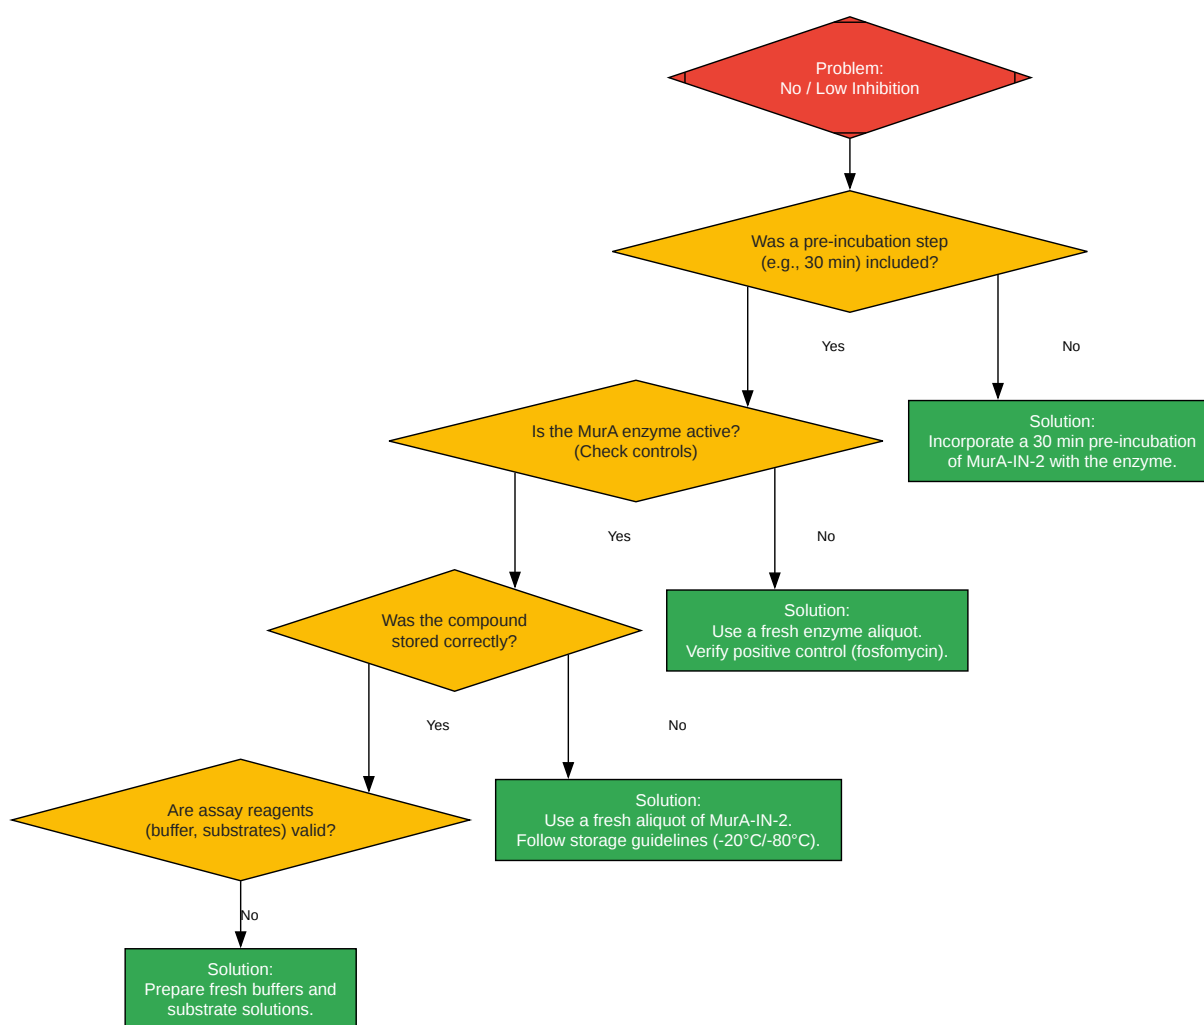 Problem:
No / Low Inhibition
Was a pre-incubation step
(e.g., 30 min) included?
Yes
No
Is the MurA enzyme active?
(Check controls)
Solution:
Incorporate a 30 min pre-incubation
of MurA-IN-2 with the enzyme.
Yes
No
Was the compound
stored correctly?
Solution:
Use a fresh enzyme aliquot.
Verify positive control (fosfomycin).
Yes
No
Are assay reagents
(buffer, substrates) valid?
Solution:
Use a fresh aliquot of MurA-IN-2.
Follow storage guidelines (-20°C/-80°C).
No
Solution:
Prepare fresh buffers and
substrate solutions.